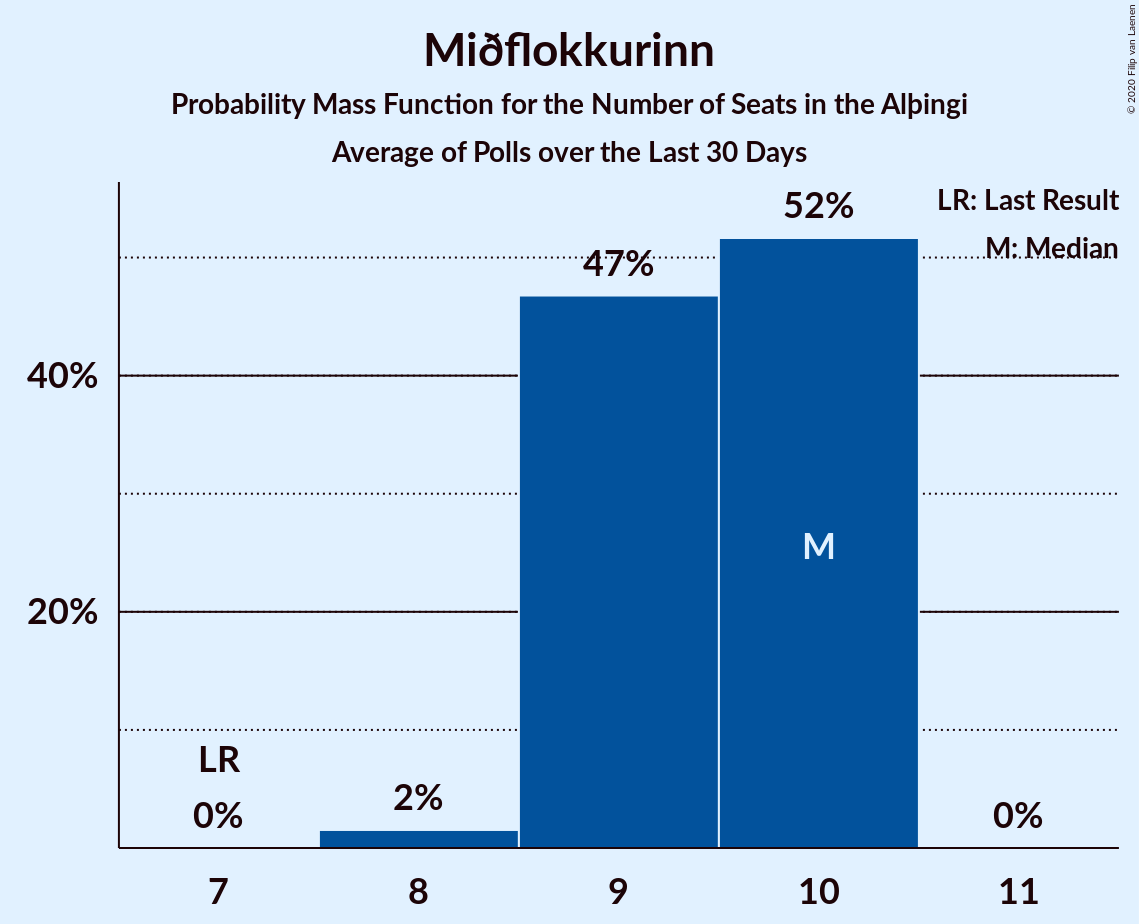 Miðflokkurinn
Probability Mass Function for the Number of Seats in the Alþingi
Average of Polls over the Last 30 Days
© 2020 Filip van Laenen
LR: Last Result
M: Median
52%
47%
40%
M
20%
LR
2%
0%
0%
7 8 9 10 11